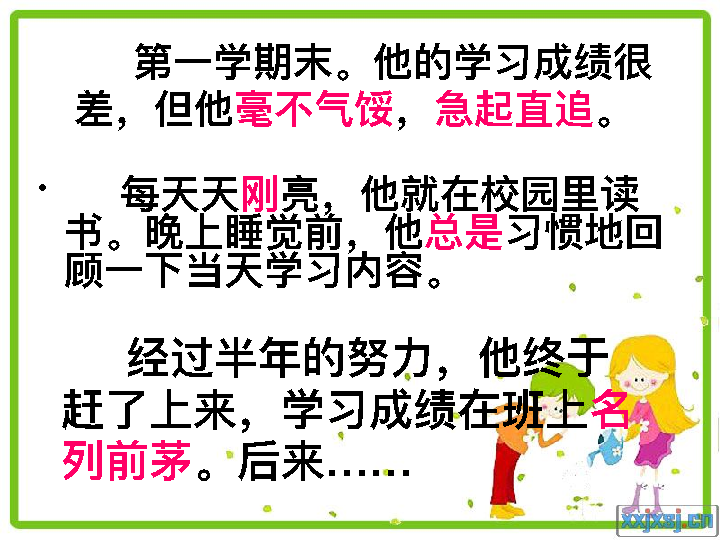 第一学期末。他的学习成绩很
差，但他毫不气馁，急起直追。
• 每天天刚亮，他就在校园里读
书。晚上睡觉前，他总是习惯地回
顾一下当天学习内容。
经过半年的努力，他终于
赶了上来，学习成绩在班上名
列前茅。后来……
xxjxsj.cn